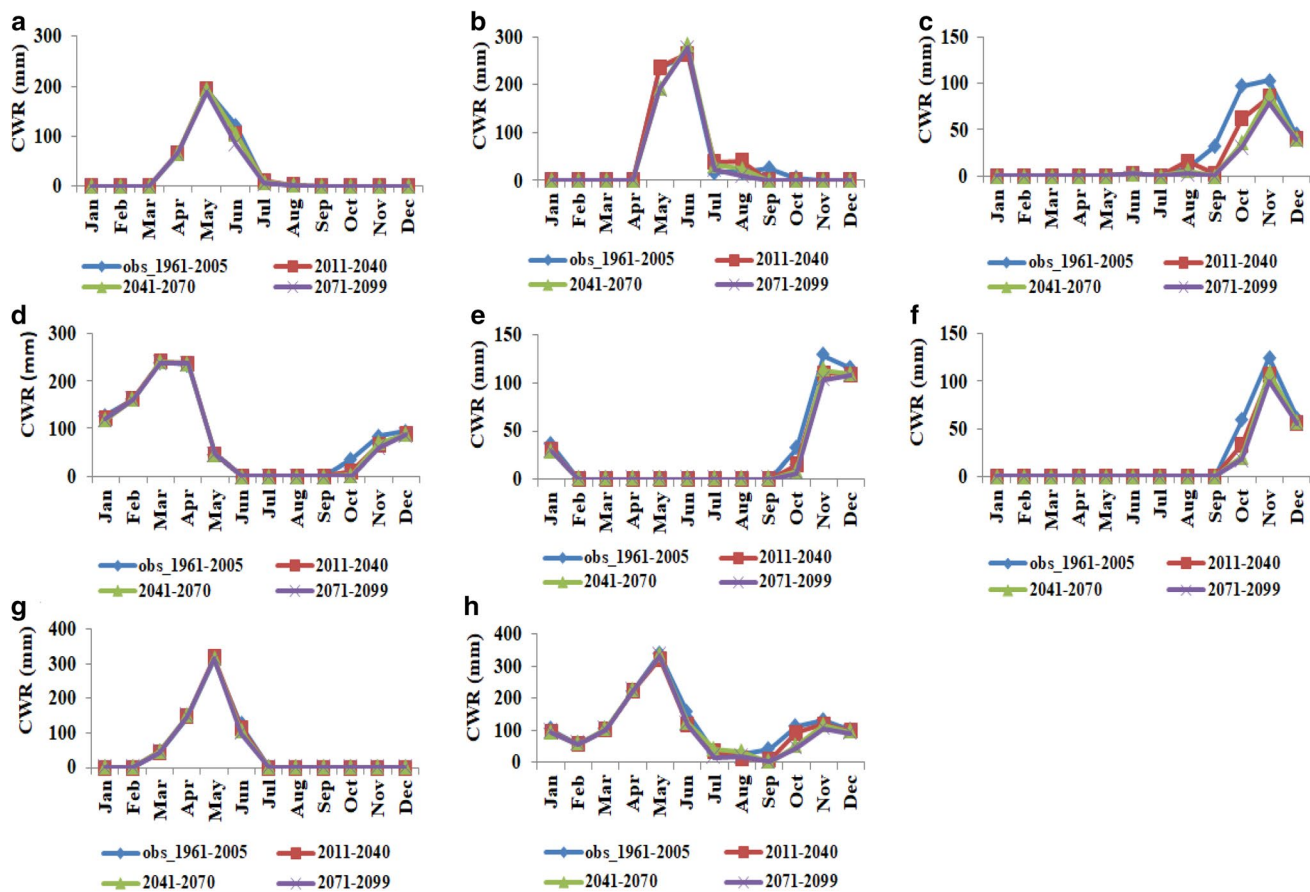 a
CWR (mm)
300
200
100
0
Jan Feb Mar Apr May Jun Jul Aug Sep Oct Nov Dec
obs_1961-2005 2011-2040
2041-2070 2071-2099
b
CWR (mm)
300
200
100
0
Jan Feb Mar Apr May Jun Jul Aug Sep Oct Nov Dec
obs_1961-2005 2011-2040
2041-2070 2071-2099
c
CWR (mm)
150
100
50
0
Jan Feb Mar Apr May Jun Jul Aug Sep Oct Nov Dec
obs_1961-2005 2011-2040
2041-2070 2071-2099
d
CWR (mm)
300
200
100
0
Jan Feb Mar Apr May Jun Jul Aug Sep Oct Nov Dec
obs_1961-2005 2011-2040
2041-2070 2071-2099
e
CWR (mm)
150
100
50
0
Jan Feb Mar Apr May Jun Jul Aug Sep Oct Nov Dec
obs_1961-2005 2011-2040
2041-2070 2071-2099
f
CWR (mm)
150
100
50
0
Jan Feb Mar Apr May Jun Jul Aug Sep Oct Nov Dec
obs_1961-2005 2011-2040
2041-2070 2071-2099
g
CWR (mm)
400
300
200
100
0
Jan Feb Mar Apr May Jun Jul Aug Sep Oct Nov Dec
obs_1961-2005 2011-2040
2041-2070 2071-2099
h
CWR (mm)
400
300
200
100
0
Jan Feb Mar Apr May Jun Jul Aug Sep Oct Nov Dec
obs_1961-2005 2011-2040
2041-2070 2071-2099